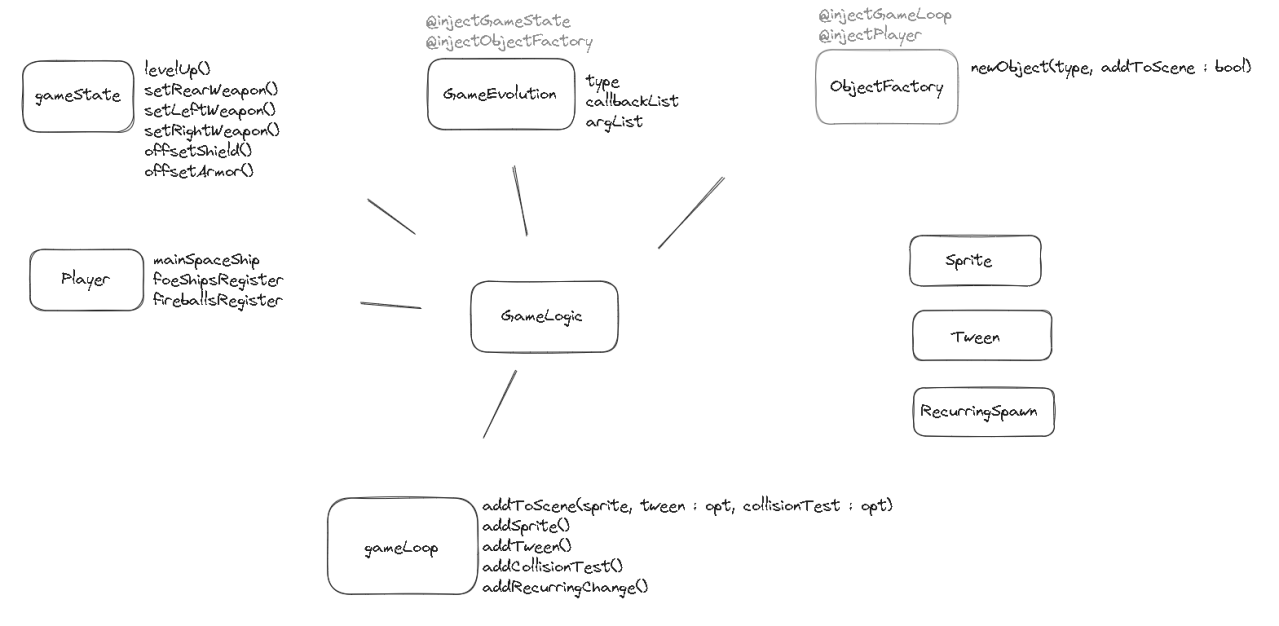 @injectGameState
@injectObjectFactory
@injectGameLoop
@injectPlayer
gameState
levelUp()
setRearWeapon()
setLeftWeapon()
setRightWeapon()
offsetShield()
offsetArmor()
GameEvolution
type
callbackList
argList
ObjectFactory
newObject(type, addToScene : bool)
Player
mainSpaceShip
foeShipsRegister
fireballsRegister
GameLogic
Sprite
Tween
RecurringSpawn
gameLoop
addToScene(sprite, tween : opt, collisionTest : opt)
addSprite()
addTween()
addCollisionTest()
addRecurringChange()